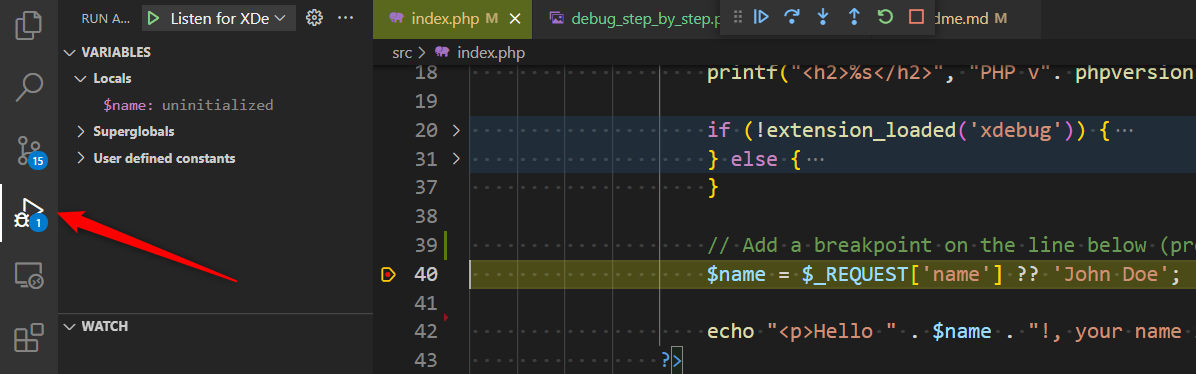 RUN A... Listen for XDe
VARIABLES
Locals
$name: uninitialized
Superglobals
User defined constants
15
1
WATCH
index.php M debug_step_by_step.p dme.md M
src > index.php
18 printf("<h2>%s</h2>", "PHP v". phpversion
19
20 if (!extension_loaded('xdebug')) { ...
31 } else { ...
37 }
38
39 // Add a breakpoint on the line below (pre
40 $name = $_REQUEST['name'] ?? 'John Doe';
41
42 echo "<p>Hello " . $name . "!, your name
43 ?>